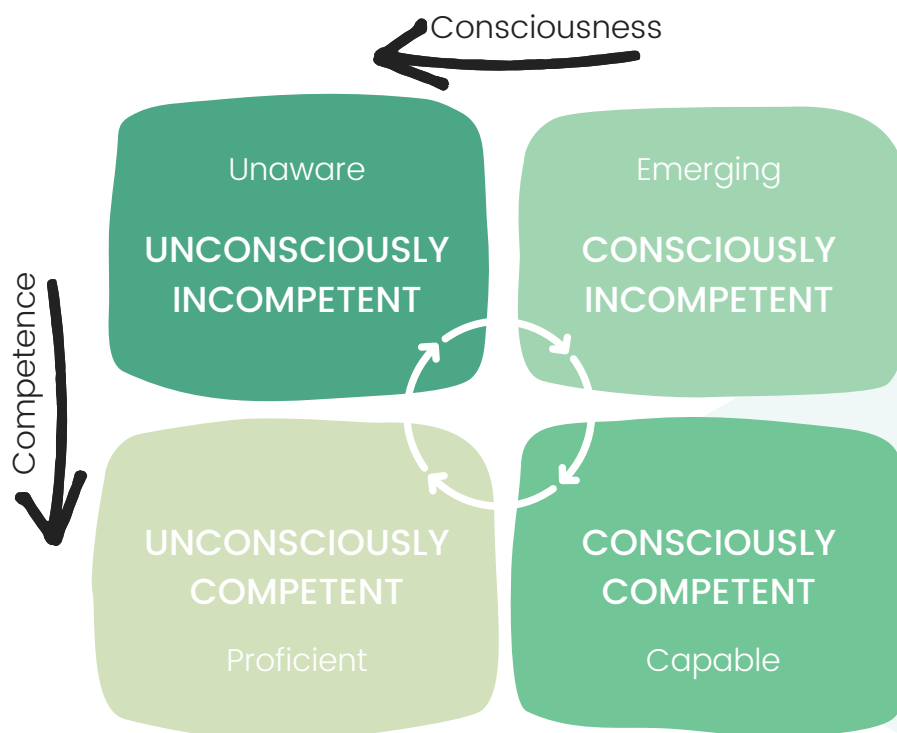 Consciousness
Unaware
UNCONSCIOUSLY
INCOMPETENT
Emerging
CONSCIOUSLY
INCOMPETENT
Competence
UNCONSCIOUSLY
COMPETENT
Proficient
CONSCIOUSLY
COMPETENT
Capable